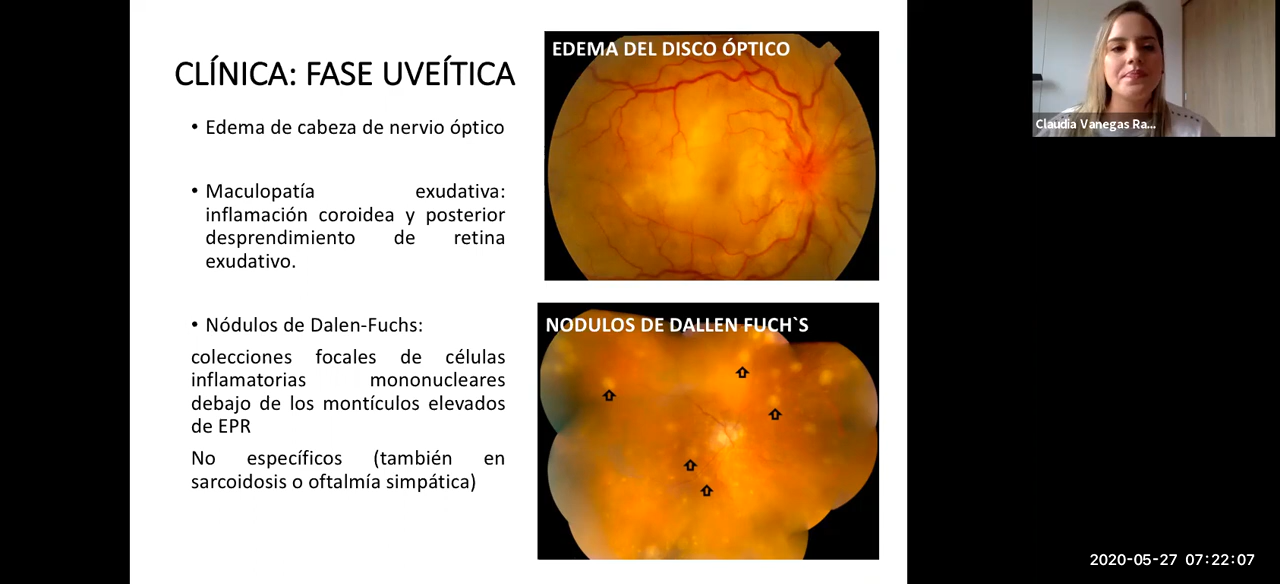 CLÍNICA: FASE UVEÍTICA
• Edema de cabeza de nervio óptico
• Maculopatía exudativa:
inflamación coroidea y posterior
desprendimiento de retina
exudativo.
• Nódulos de Dalen-Fuchs:
colecciones focales de células
inflamatorias mononucleares
debajo de los montículos elevados
de EPR
No específicos (también en
sarcoidosis o oftalmía simpática)
EDEMA DEL DISCO ÓPTICO
NODULOS DE DALLEN FUCH`S
Claudia Vanegas Ra...
2020-05-27 07:22:07